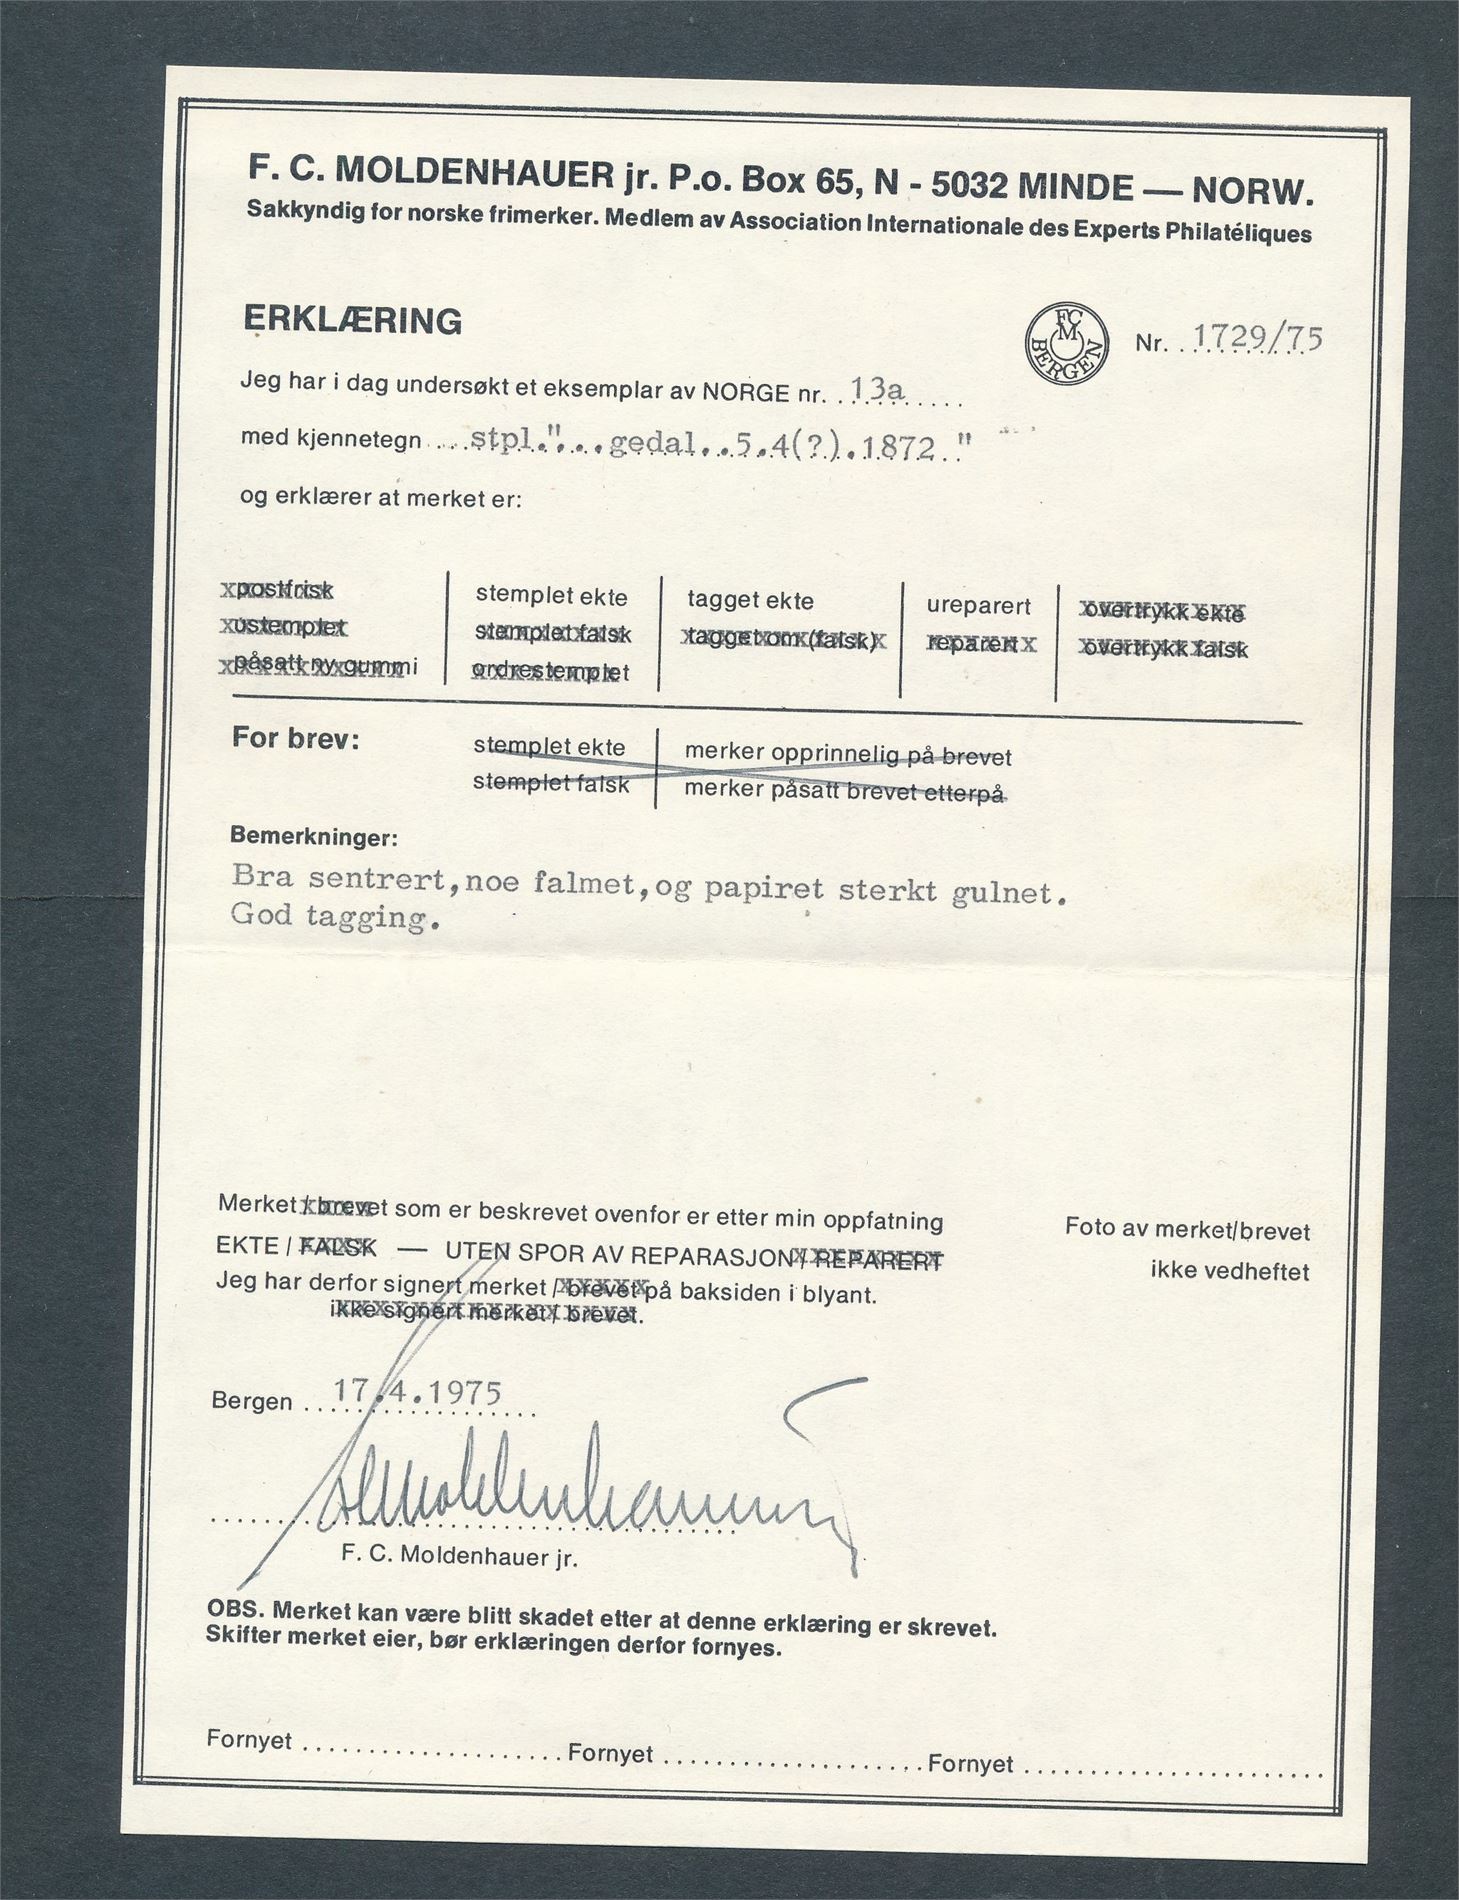 F. C. MOLDENHAUER jr. P.o. Box 65, N - 5032 MINDE — NORW.
Sakkyndig for norske frimerker. Medlem av Association Internationale des Experts Philatéliques
ERKLÆRING
FCM BERGEN
Nr. 1729/75
Jeg har i dag undersøkt et eksemplar av NORGE nr. 13a
med kjennetegn stpl."...gedal..5.4(?).1872."
og erklærer at merket er:
postfrisk stemplet ekte tagget ekte ureparert overtrykk ekte
ustemplet stemplet falsk tagget om (falsk) reparert overtrykk falsk
påsatt ny gummi ordrestemplet
For brev: stemplet ekte merker opprinnelig på brevet
stemplet falsk merker påsatt brevet etterpå
Bemerkninger:
Bra sentrert, noe falmet, og papiret sterkt gulnet.
God tagging.
Merket / brevet som er beskrevet ovenfor er etter min oppfatning
EKTE / FALSK — UTEN SPOR AV REPARASJON / REPARERT
Jeg har derfor signert merket / brevet på baksiden i blyant.
ikke signert merket / brevet.
Foto av merket/brevet
ikke vedheftet
Bergen 17.4.1975
F. C. Moldenhauer jr.
OBS. Merket kan være blitt skadet etter at denne erklæring er skrevet.
Skifter merket eier, bør erklæringen derfor fornyes.
Fornyet .................... Fornyet .................... Fornyet ....................